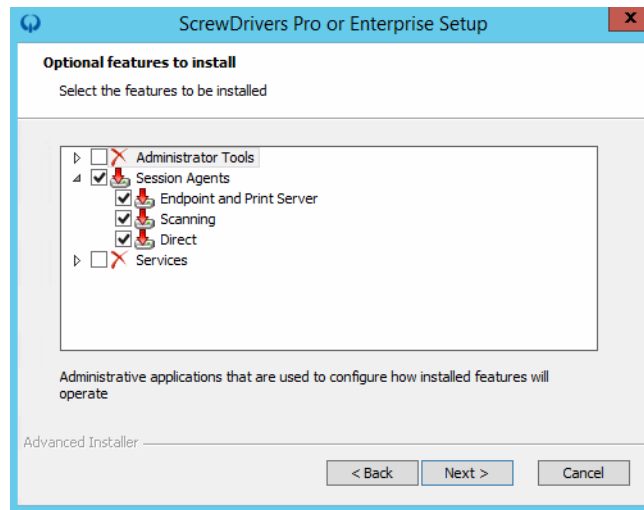 ScrewDrivers Pro or Enterprise Setup
x
Optional features to install
Select the features to be installed
Administrator Tools
Session Agents
Endpoint and Print Server
Scanning
Direct
Services
Administrative applications that are used to configure how installed features will
operate
Advanced Installer
< Back
Next >
Cancel